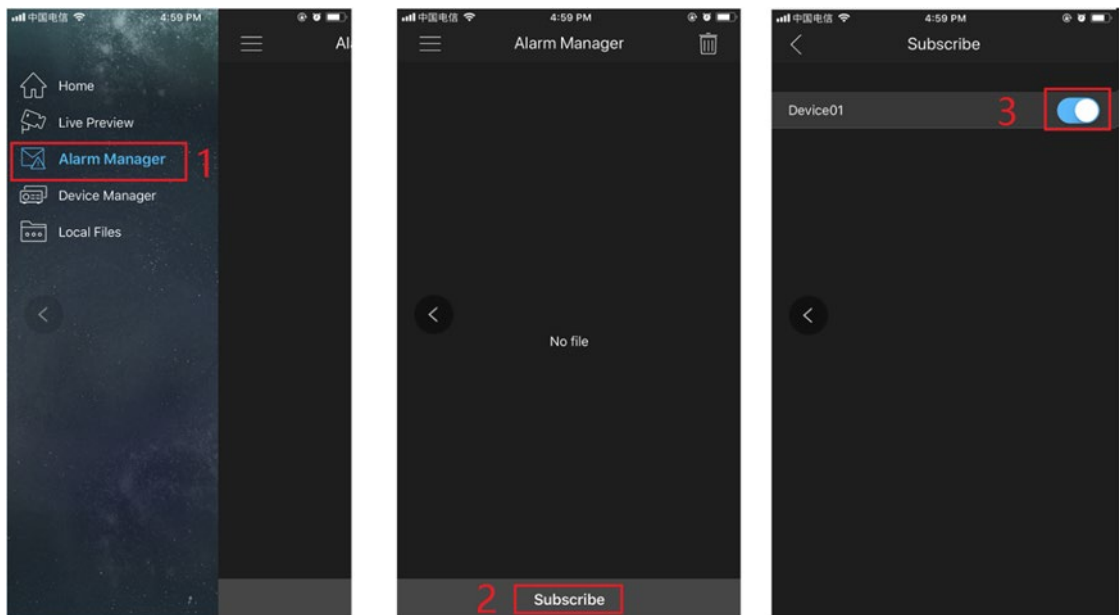 中国电信 4:59 PM
Al
Home
Live Preview
Alarm Manager 1
Device Manager
Local Files
中国电信 4:59 PM
Alarm Manager
No file
2 Subscribe
中国电信 4:59 PM
Subscribe
Device01 3